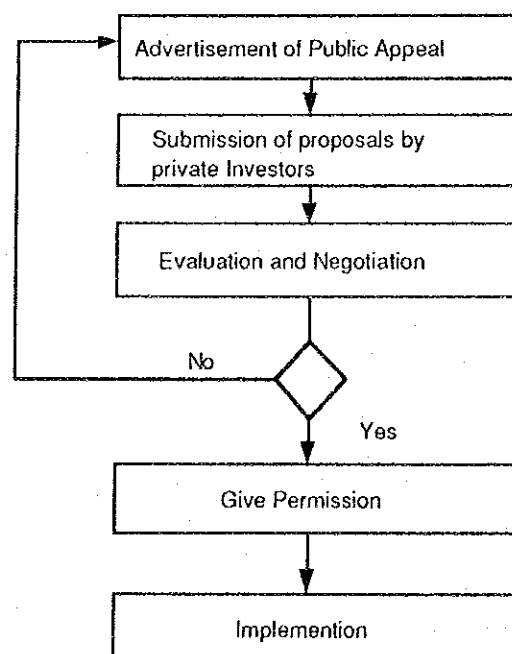 Advertisement of Public Appeal
Submission of proposals by
private Investors
Evaluation and Negotiation
No
Yes
Give Permission
Implemention